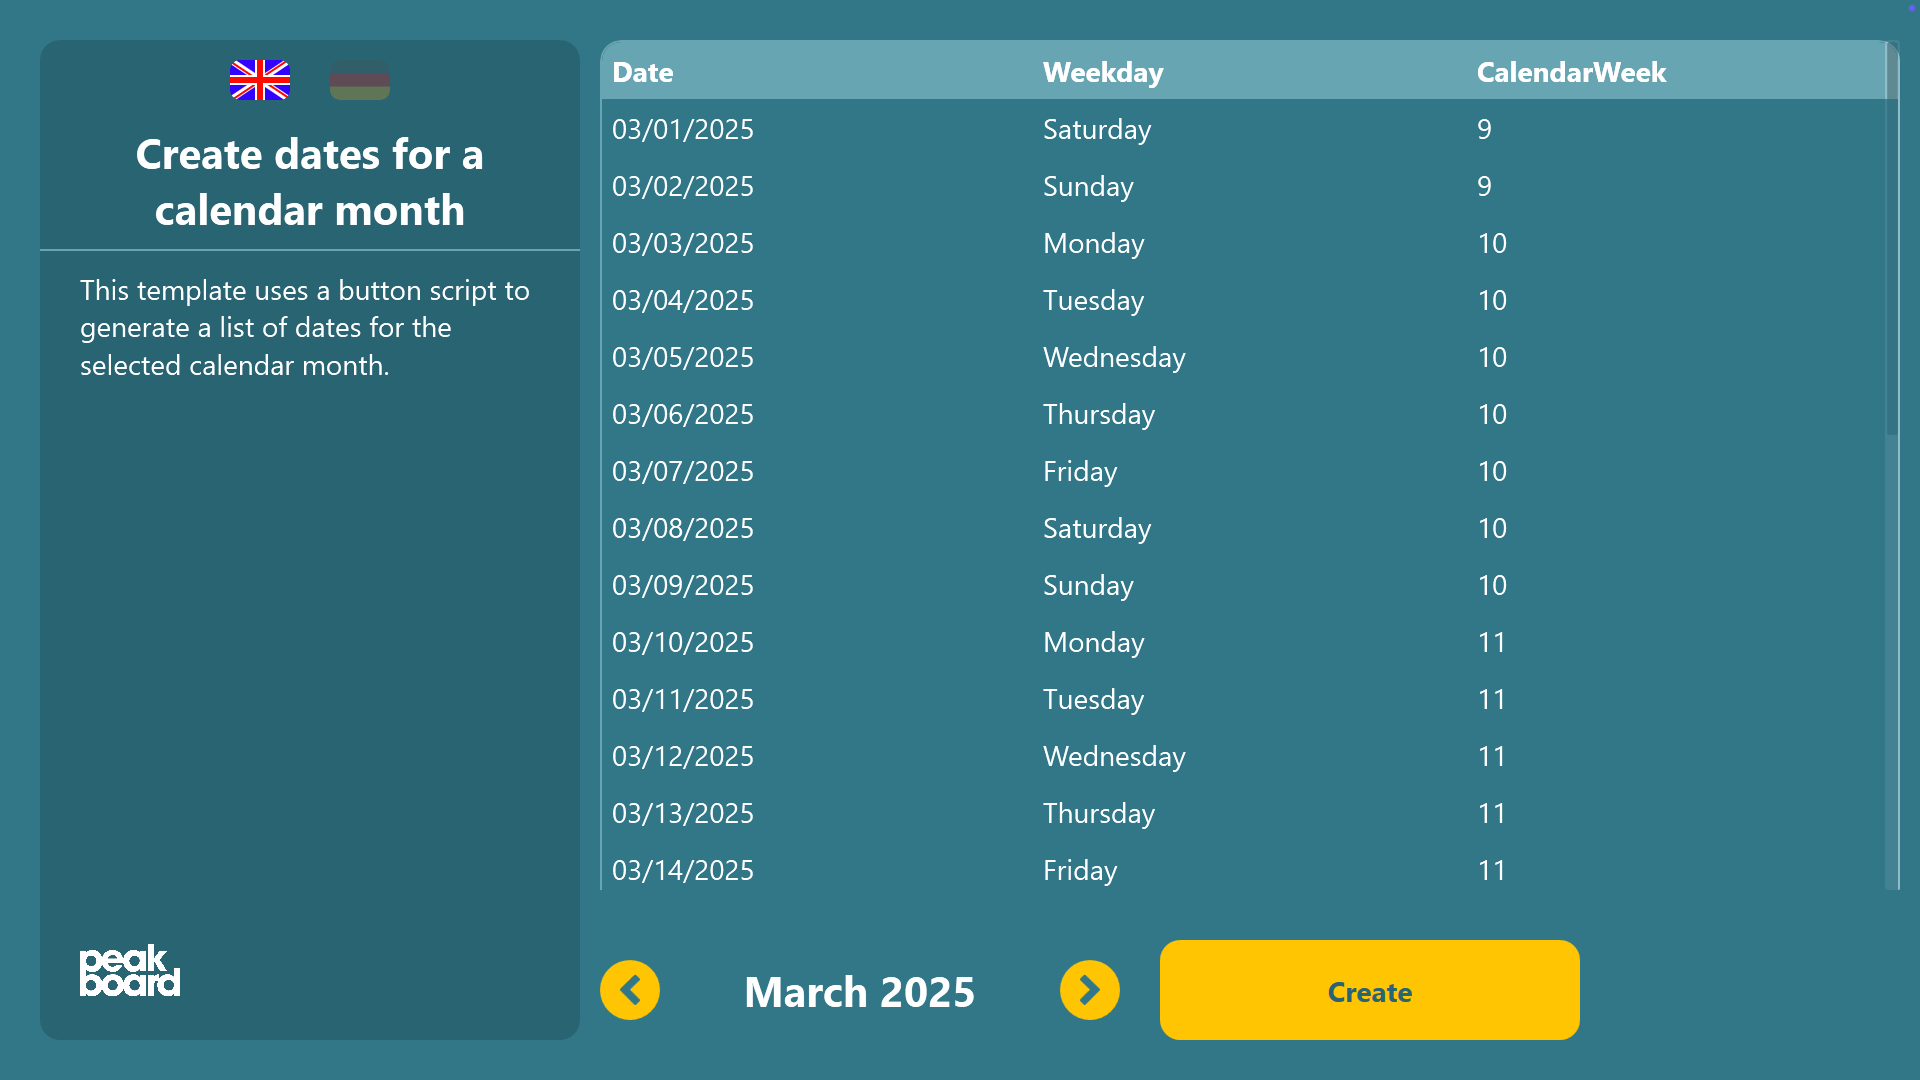 Create dates for a
calendar month
This template uses a button script to
generate a list of dates for the
selected calendar month.
peak
board
Date Weekday CalendarWeek
03/01/2025 Saturday 9
03/02/2025 Sunday 9
03/03/2025 Monday 10
03/04/2025 Tuesday 10
03/05/2025 Wednesday 10
03/06/2025 Thursday 10
03/07/2025 Friday 10
03/08/2025 Saturday 10
03/09/2025 Sunday 10
03/10/2025 Monday 11
03/11/2025 Tuesday 11
03/12/2025 Wednesday 11
03/13/2025 Thursday 11
03/14/2025 Friday 11
March 2025
Create